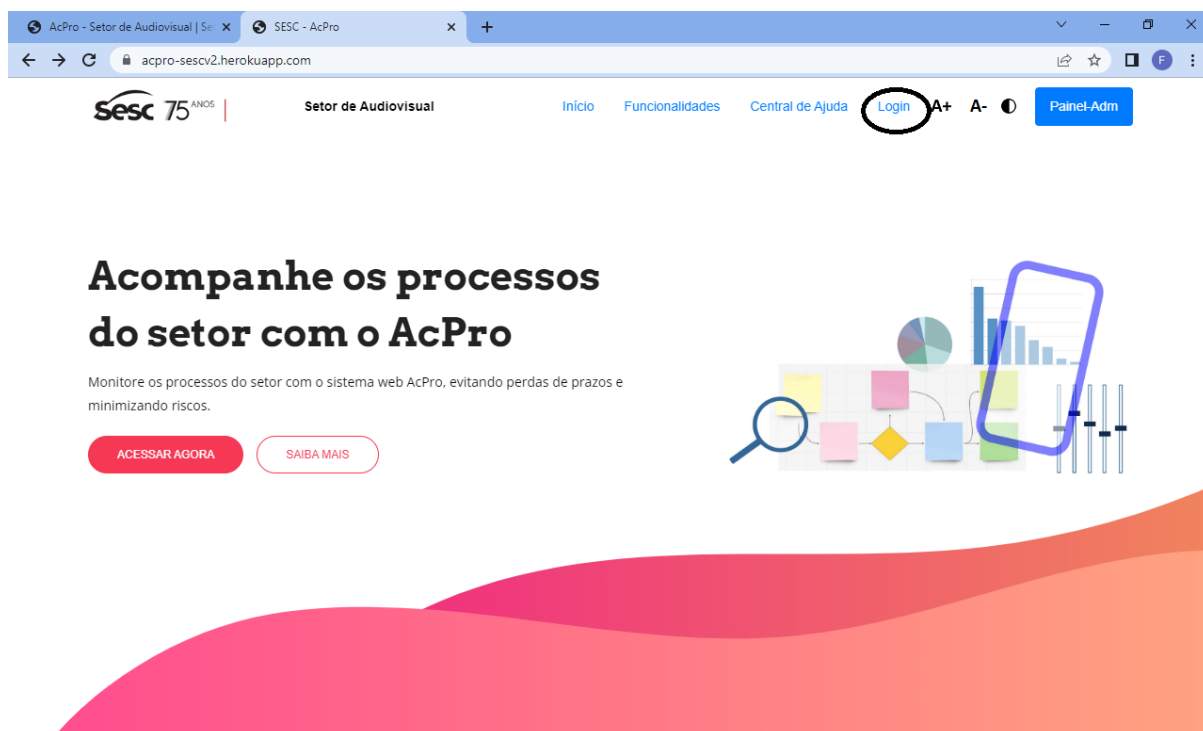 AcPro - Setor de Audiovisual | Se
SESC - AcPro
acpro-sescv2.herokuapp.com
F
Sesc 75 ANOS
Setor de Audiovisual
Início
Funcionalidades
Central de Ajuda
Login
A+
A-
Painel-Adm
Acompanhe os processos
do setor com o AcPro
Monitore os processos do setor com o sistema web AcPro, evitando perdas de prazos e
minimizando riscos.
ACESSAR AGORA
SAIBA MAIS